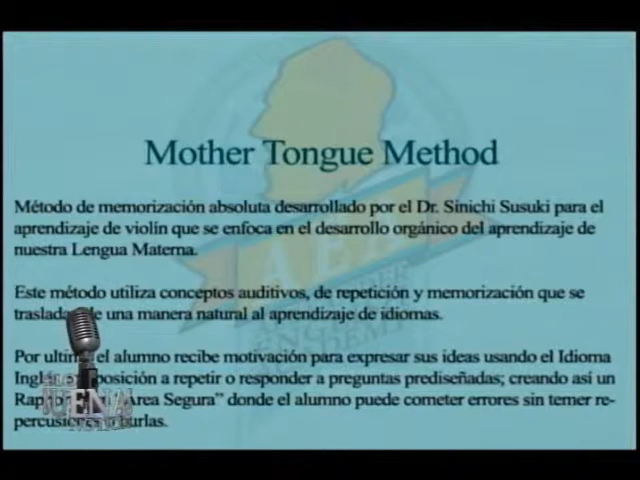 Mother Tongue Method
Método de memorización absoluta desarrollado por el Dr. Sinichi Susuki para el
aprendizaje de violín que se enfoca en el desarrollo orgánico del aprendizaje de
nuestra Lengua Materna.
Este método utiliza conceptos auditivos, de repetición y memorización que se
de una manera natural al aprendizaje de idiomas.
Por ultimo el alumno recibe motivación para expresar sus ideas usando el Idioma
a repetir o responder a preguntas prediseñadas; creando así un
Area Segura” donde el alumno puede cometer errores sin temer re-
burlas.
AEA